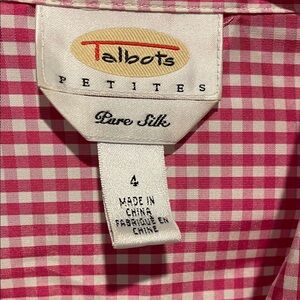 Talbots
PETITES
Pure Silk
4
MADE IN
CHINA
FABRIQUÉ EN
CHINE